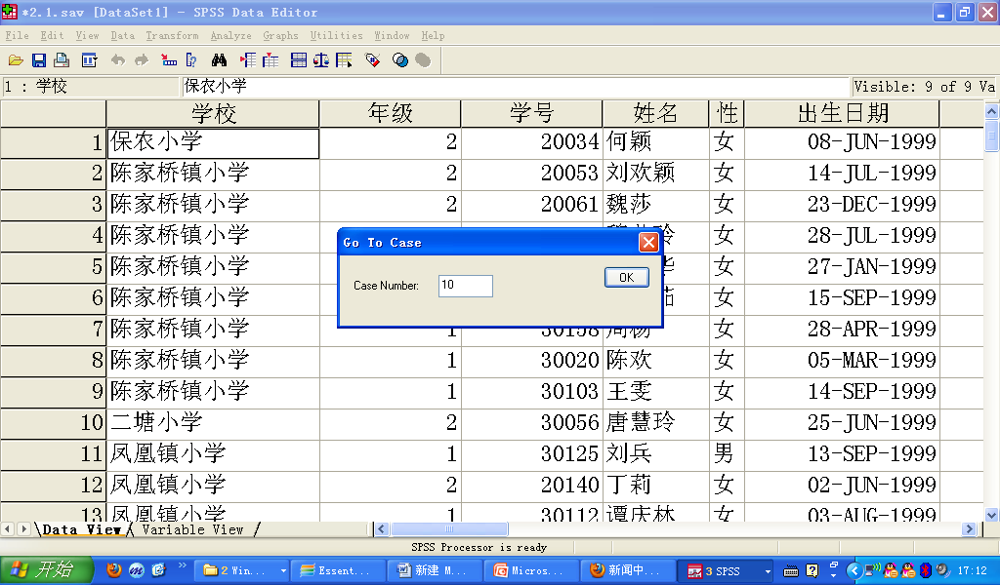 *2.1.sav [DataSet1] - SPSS Data Editor
File Edit View Data Transform Analyze Graphs Utilities Window Help
1 : 学校 保农小学 Visible: 9 of 9 Va
学校 年级 学号 姓名 性 出生日期
1 保农小学 2 20034 何颖 女 08-JUN-1999
2 陈家桥镇小学 2 20053 刘欢颖 女 14-JUL-1999
3 陈家桥镇小学 2 20061 魏莎 女 23-DEC-1999
4 陈家桥镇小学 女 28-JUL-1999
Go To Case
5 陈家桥镇小学 女 27-JAN-1999
Case Number: 10 OK
6 陈家桥镇小学 女 15-SEP-1999
7 陈家桥镇小学 1 30158 周杨 女 28-APR-1999
8 陈家桥镇小学 1 30020 陈欢 女 05-MAR-1999
9 陈家桥镇小学 1 30103 王雯 女 14-SEP-1999
10 二塘小学 2 30056 唐慧玲 女 25-JUN-1999
11 凤凰镇小学 1 30125 刘兵 男 13-SEP-1999
12 凤凰镇小学 2 20140 丁莉 女 02-JUN-1999
13 凤凰镇小学 1 30112 谭庆林 女 03-AUG-1999
Data View Variable View
SPSS Processor is ready
开始 2 Win... Essent... 新建 M... Micros... 新闻中... 3 SPSS 17:12